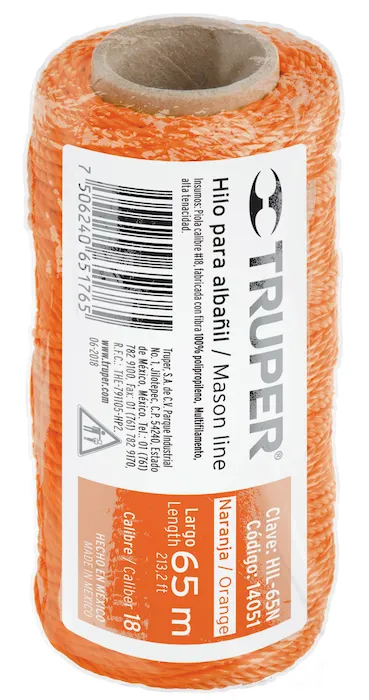 TRUPER®
Hilo para albañil / Mason line
Insumos: Piola calibre #18, fabricada con fibra 100% polipropileno, Multifilamento,
alta tenacidad.
7 506240 651765
Truper, S.A. de C.V. Parque Industrial
No. 1, Jilotepec, C.P. 54240, Estado
de México, México. Tel.: 01 (761)
782 9100, Fax: 01 (761) 782 9170,
R.F.C.: THE-791105-HP2.
www.truper.com
06-2018
Clave: HIL-65N
Código: 14051
Naranja / Orange
Largo
Length
65 m
213.2 ft
Calibre / Caliber 18
HECHO EN MÉXICO
MADE IN MEXICO